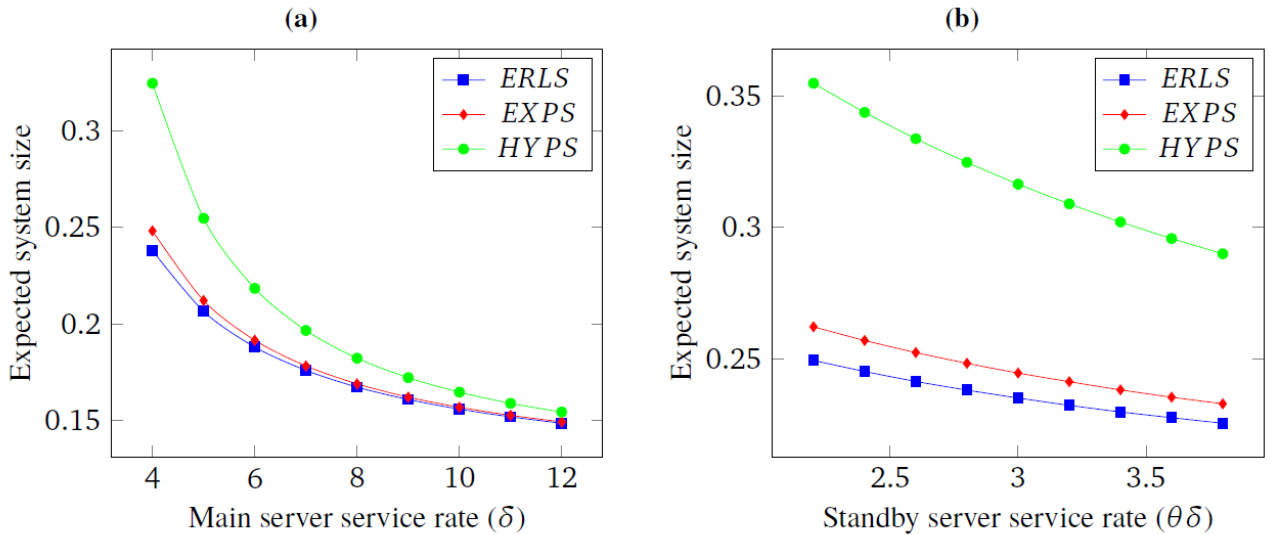 (a)
Expected system size
0.3
0.25
0.2
0.15
4 6 8 10 12
Main server service rate (δ)
ERLS
EXPS
HYPS
(b)
Expected system size
0.35
0.3
0.25
2.5 3 3.5
Standby server service rate (θδ)
ERLS
EXPS
HYPS